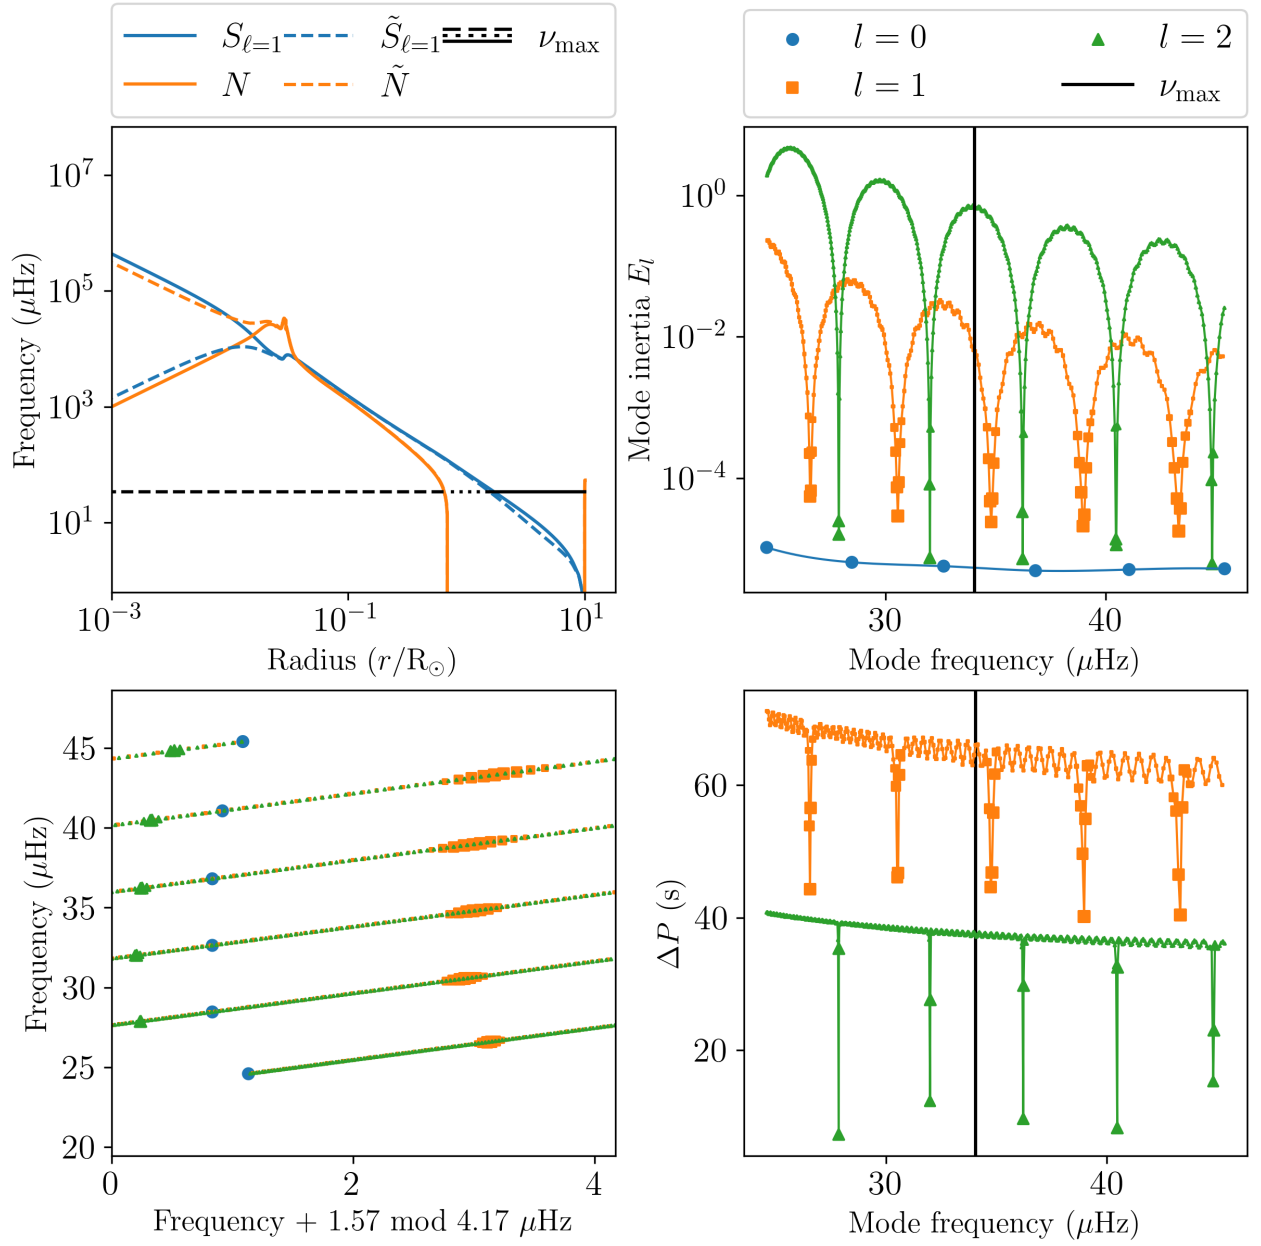 S_{ℓ=1} S̃_{ℓ=1} ν_max
N Ñ
10^7
10^5
10^3
10^1
Frequency (μHz)
10^{-3} 10^{-1} 10^1
Radius (r/R_⊙)
l = 0 l = 2
l = 1 ν_max
10^0
10^{-2}
10^{-4}
Mode inertia E_l
30 40
Mode frequency (μHz)
45
40
35
30
25
20
Frequency (μHz)
0 2 4
Frequency + 1.57 mod 4.17 μHz
60
40
20
ΔP (s)
30 40
Mode frequency (μHz)